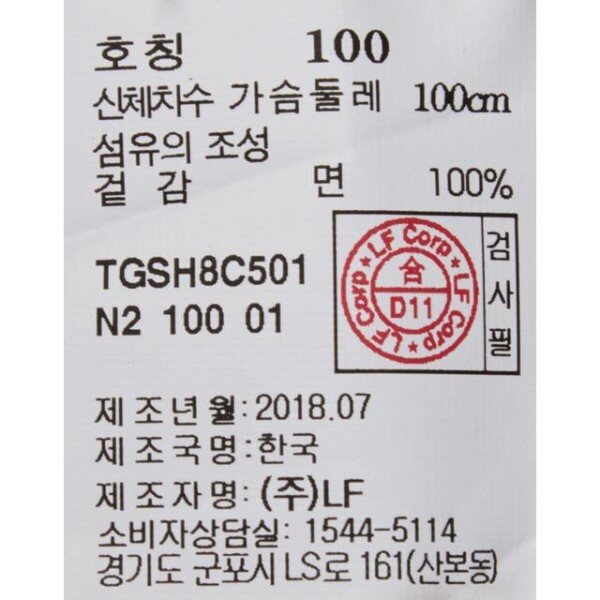 호칭 100
신체치수 가슴둘레 100cm
섬유의 조성
겉감 면 100%
TGSH8C501
N2 100 01
LF Corp ★ LF Corp ★ LF Corp ★
合
D11
검사필
제조년월:2018.07
제조국명:한국
제조자명:(주)LF
소비자상담실: 1544-5114
경기도 군포시 LS로 161(산본동)